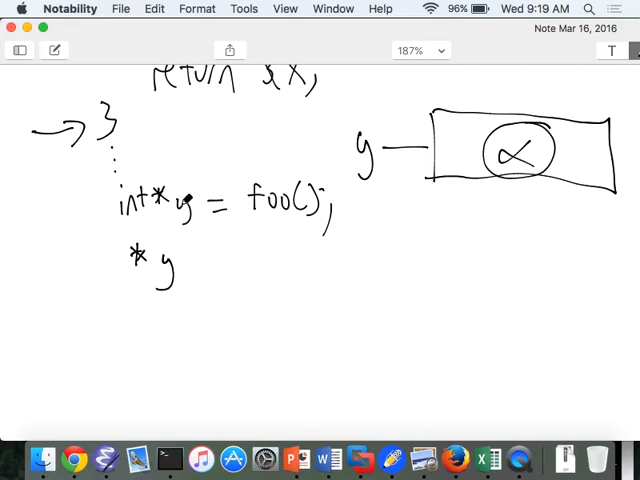 Notability File Edit Format Tools View Window Help 96% Wed 9:19 AM
Note Mar 16, 2016
187% T
return &x;
→ }
y — α
int* y = foo();
* y